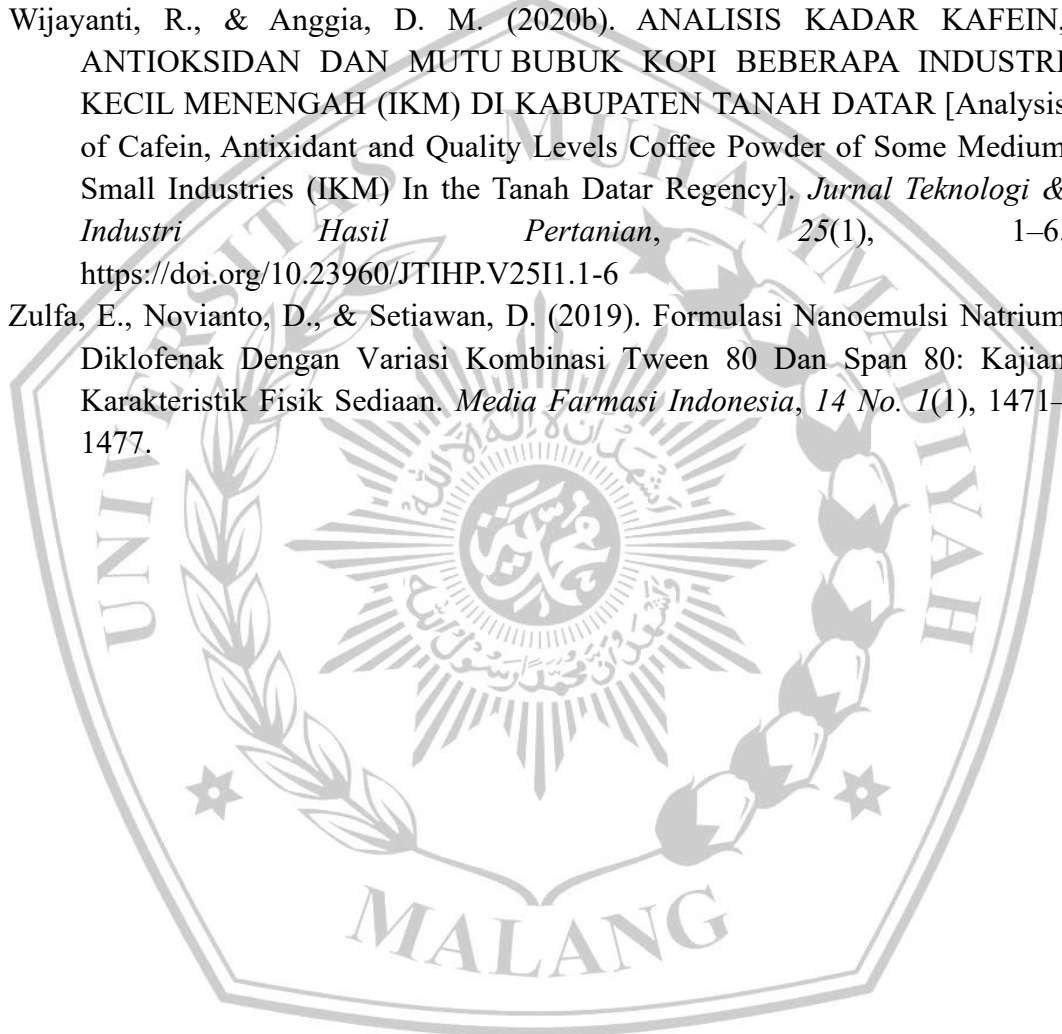 Wijayanti, R., & Anggia, D. M. (2020b). ANALISIS KADAR KAFEIN,
ANTIOKSIDAN DAN MUTU BUBUK KOPI BEBERAPA INDUSTRI
KECIL MENENGAH (IKM) DI KABUPATEN TANAH DATAR [Analysis
of Cafein, Antixidant and Quality Levels Coffee Powder of Some Medium
Small Industries (IKM) In the Tanah Datar Regency]. Jurnal Teknologi &
Industri Hasil Pertanian, 25(1), 1–6.
https://doi.org/10.23960/JTIHP.V25I1.1-6
Zulfa, E., Novianto, D., & Setiawan, D. (2019). Formulasi Nanoemulsi Natrium
Diklofenak Dengan Variasi Kombinasi Tween 80 Dan Span 80: Kajian
Karakteristik Fisik Sediaan. Media Farmasi Indonesia, 14 No. 1(1), 1471–
1477.
UNIVERSITAS MUHAMMADIYAH
MALANG